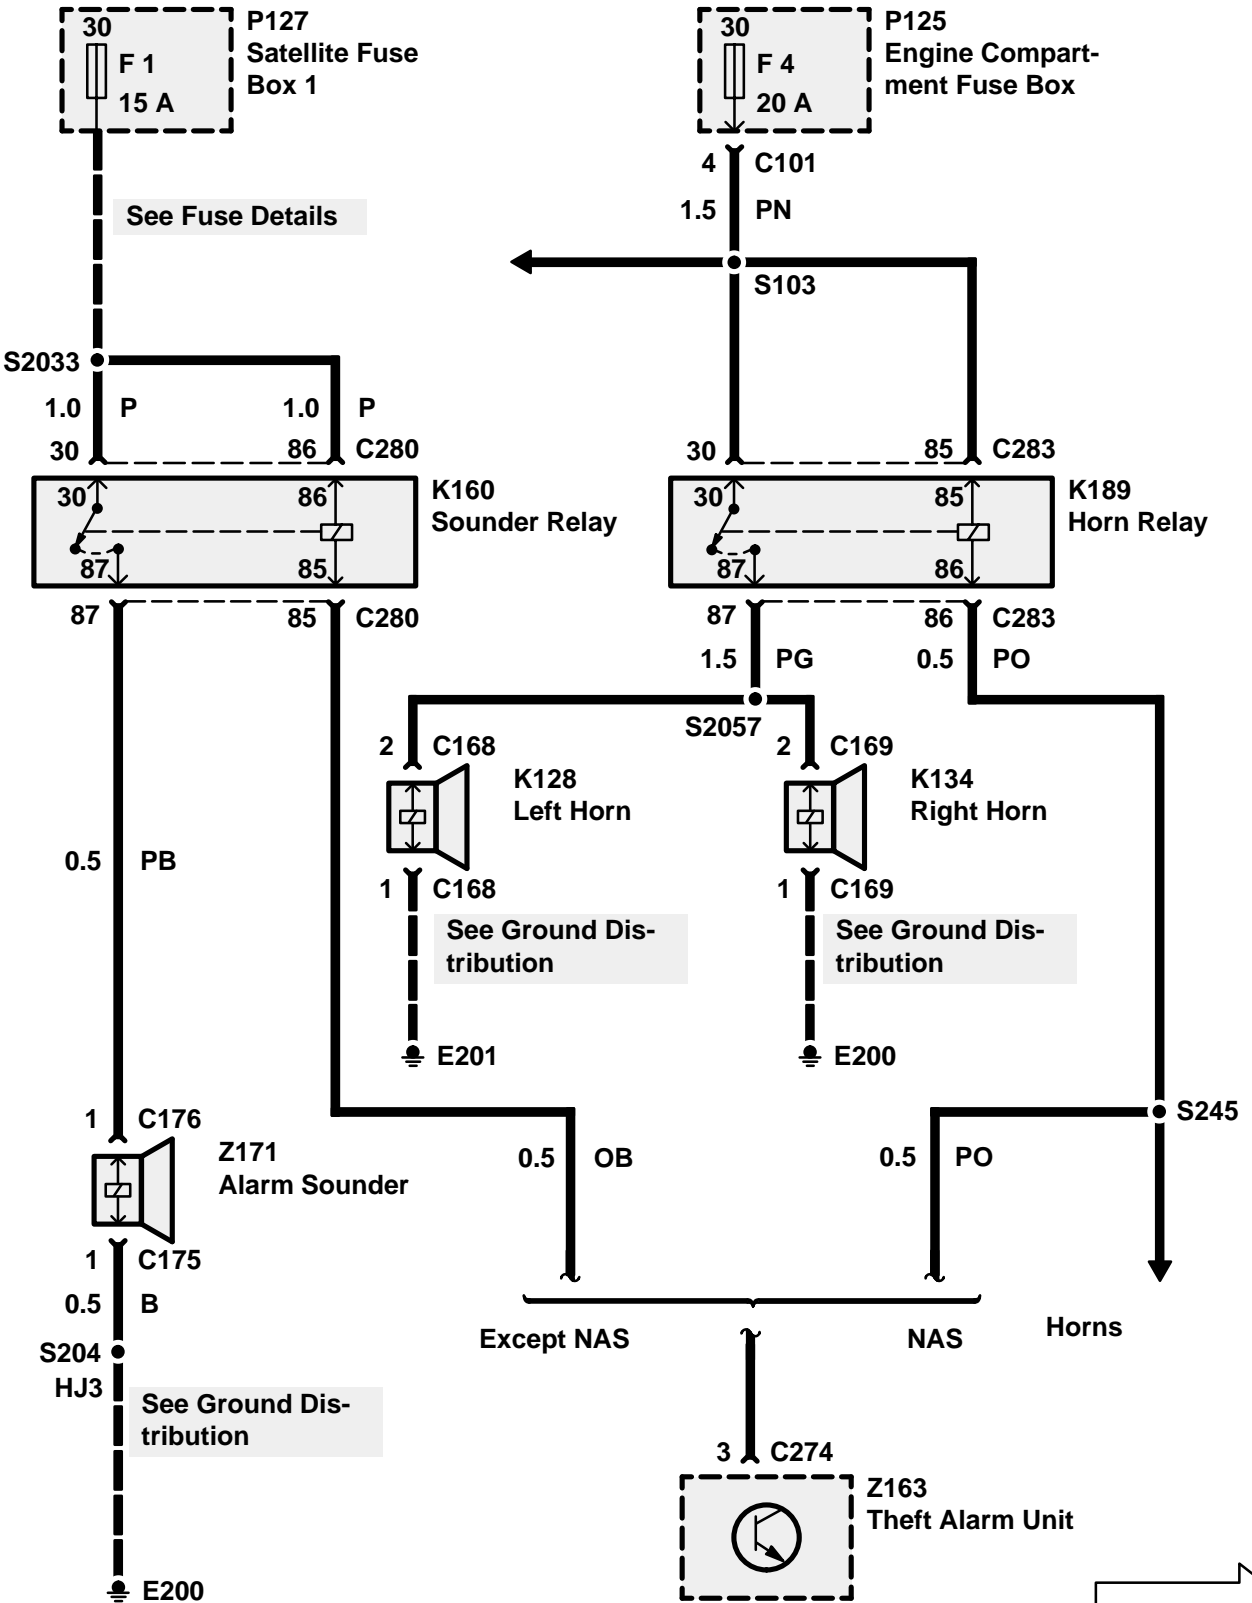 30
F 1
15 A
P127
Satellite Fuse
Box 1
30
F 4
20 A
P125
Engine Compart-
ment Fuse Box
4 C101
1.5 PN
See Fuse Details
S103
S2033
1.0 P
1.0 P
30
86 C280
30
85 C283
30
86
87
85
K160
Sounder Relay
30
85
87
86
K189
Horn Relay
87
85 C280
87
86 C283
1.5 PG
0.5 PO
S2057
2 C168
K128
Left Horn
2 C169
K134
Right Horn
0.5 PB
1 C168
1 C169
See Ground Dis-
tribution
See Ground Dis-
tribution
E201
E200
1 C176
S245
Z171
Alarm Sounder
0.5 OB
0.5 PO
1 C175
0.5 B
Except NAS
NAS
Horns
S204
HJ3
See Ground Dis-
tribution
3 C274
Z163
Theft Alarm Unit
E200